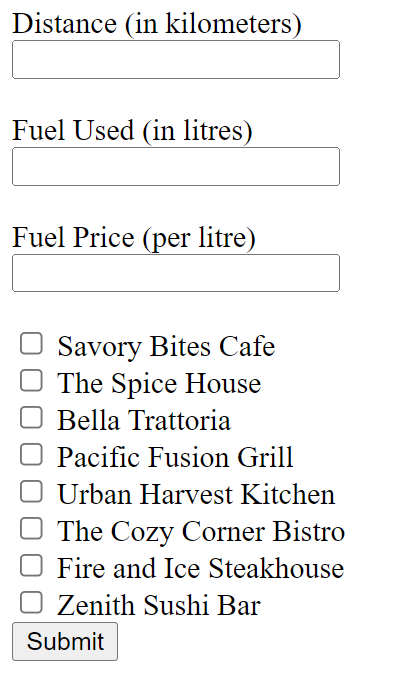 Distance (in kilometers)
Fuel Used (in litres)
Fuel Price (per litre)
Savory Bites Cafe
The Spice House
Bella Trattoria
Pacific Fusion Grill
Urban Harvest Kitchen
The Cozy Corner Bistro
Fire and Ice Steakhouse
Zenith Sushi Bar
Submit